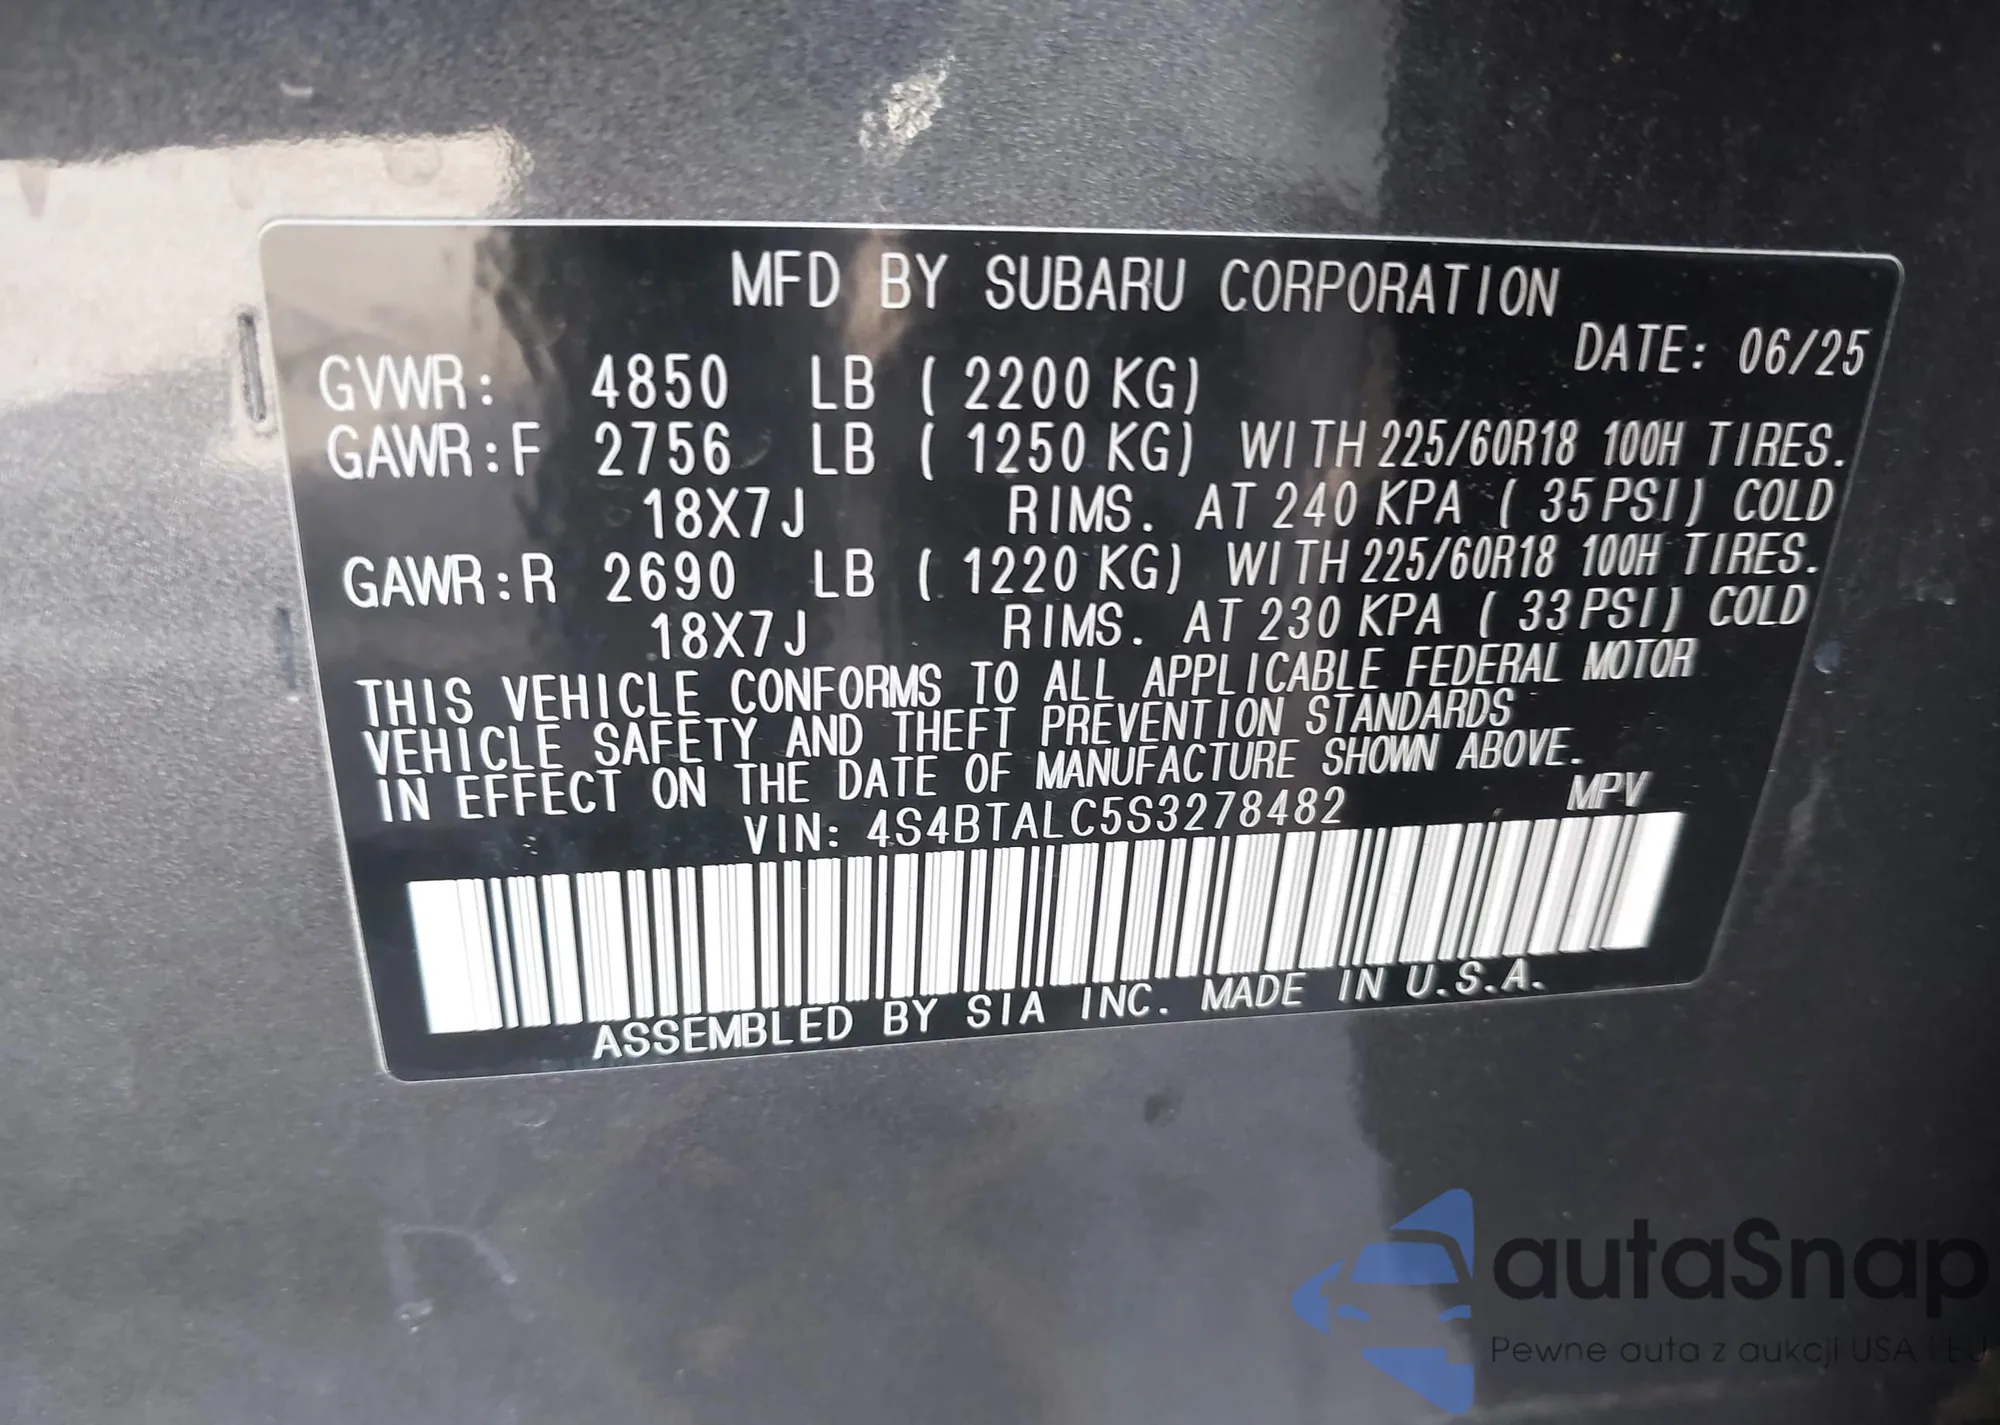 MFD BY SUBARU CORPORATION
DATE: 06/25
GVWR: 4850 LB ( 2200 KG)
GAWR:F 2756 LB ( 1250 KG) WITH 225/60R18 100H TIRES.
18X7J RIMS. AT 240 KPA ( 35 PSI) COLD
GAWR:R 2690 LB ( 1220 KG) WITH 225/60R18 100H TIRES.
18X7J RIMS. AT 230 KPA ( 33 PSI) COLD
THIS VEHICLE CONFORMS TO ALL APPLICABLE FEDERAL MOTOR
VEHICLE SAFETY AND THEFT PREVENTION STANDARDS
IN EFFECT ON THE DATE OF MANUFACTURE SHOWN ABOVE.
VIN: 4S4BTALC5S3278482 MPV
ASSEMBLED BY SIA INC. MADE IN U.S.A.
autaSnap
Pewne auta z aukcji USA i EU